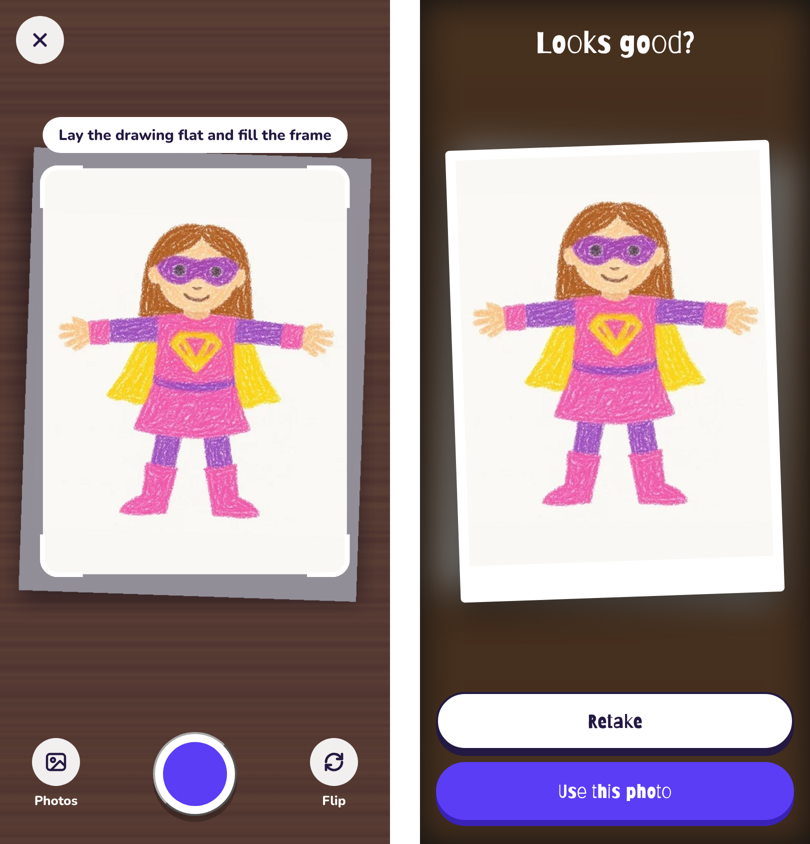 Lay the drawing flat and fill the frame
Photos
Flip
Looks good?
Retake
Use this photo